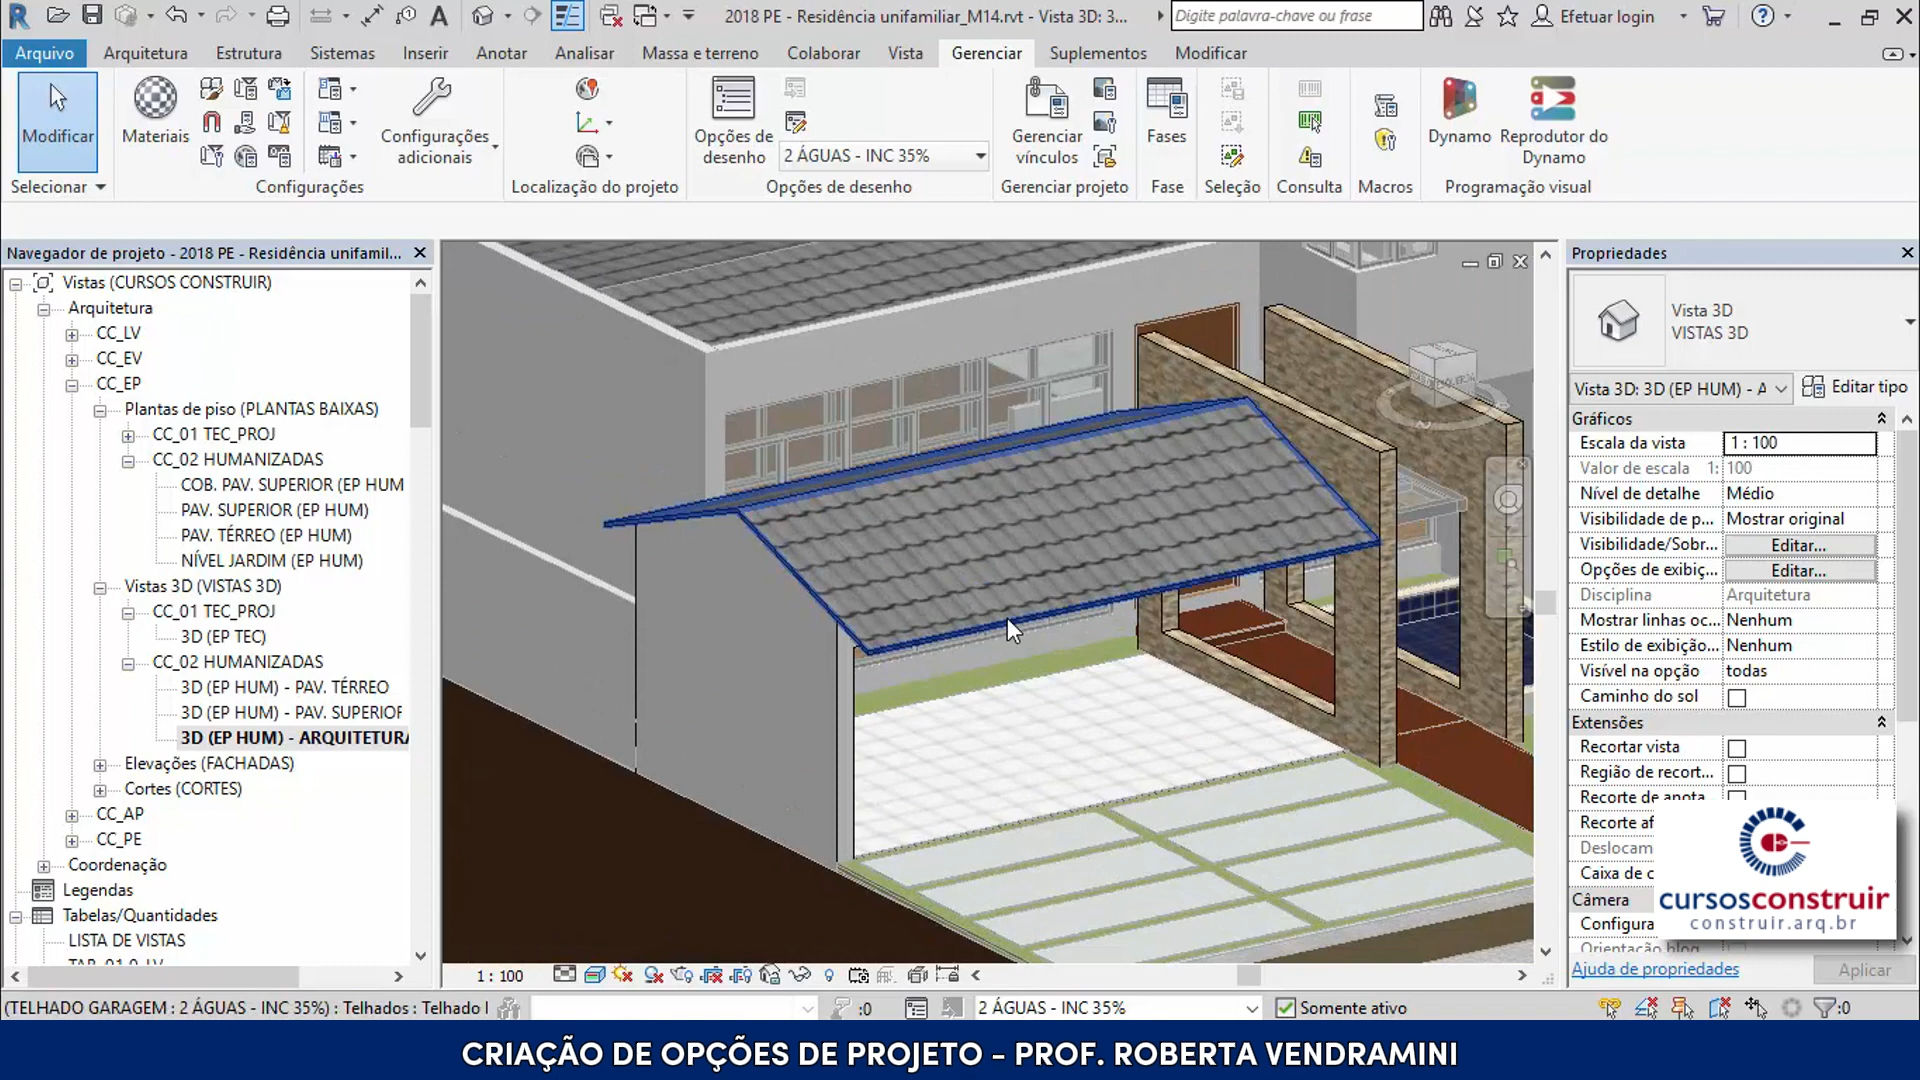 2018 PE - Residência unifamiliar_M14.rvt - Vista 3D: 3...
Digite palavra-chave ou frase
Efetuar login
Arquivo
Arquitetura
Estrutura
Sistemas
Inserir
Anotar
Analisar
Massa e terreno
Colaborar
Vista
Gerenciar
Suplementos
Modificar
Modificar
Materiais
Configurações
adicionais
Opções de
desenho
2 ÁGUAS - INC 35%
Gerenciar
vínculos
Fases
Dynamo
Reprodutor do
Dynamo
Selecionar
Configurações
Localização do projeto
Opções de desenho
Gerenciar projeto
Fase
Seleção
Consulta
Macros
Programação visual
Navegador de projeto - 2018 PE - Residência unifamil...
Vistas (CURSOS CONSTRUIR)
Arquitetura
CC_LV
CC_EV
CC_EP
Plantas de piso (PLANTAS BAIXAS)
CC_01 TEC_PROJ
CC_02 HUMANIZADAS
COB. PAV. SUPERIOR (EP HUM
PAV. SUPERIOR (EP HUM)
PAV. TÉRREO (EP HUM)
NÍVEL JARDIM (EP HUM)
Vistas 3D (VISTAS 3D)
CC_01 TEC_PROJ
3D (EP TEC)
CC_02 HUMANIZADAS
3D (EP HUM) - PAV. TÉRREO
3D (EP HUM) - PAV. SUPERIOR
3D (EP HUM) - ARQUITETURA
Elevações (FACHADAS)
Cortes (CORTES)
CC_AP
CC_PE
Coordenação
Legendas
Tabelas/Quantidades
LISTA DE VISTAS
Propriedades
Vista 3D
VISTAS 3D
Vista 3D: 3D (EP HUM) - A
Editar tipo
Gráficos
Escala da vista 1 : 100
Valor de escala 1: 100
Nível de detalhe Médio
Visibilidade de p... Mostrar original
Visibilidade/Sobr... Editar...
Opções de exibiç... Editar...
Disciplina Arquitetura
Mostrar linhas oc... Nenhum
Estilo de exibição... Nenhum
Visível na opção todas
Caminho do sol
Extensões
Recortar vista
Região de recort...
Recorte de anota
Recorte af
Deslocam
Caixa de c
Câmera
Configura
Ajuda de propriedades
Aplicar
cursosconstruir
construir.arq.br
1 : 100
(TELHADO GARAGEM : 2 ÁGUAS - INC 35%) : Telhados : Telhado
:0
2 ÁGUAS - INC 35%
Somente ativo
:0
CRIAÇÃO DE OPÇÕES DE PROJETO - PROF. ROBERTA VENDRAMINI